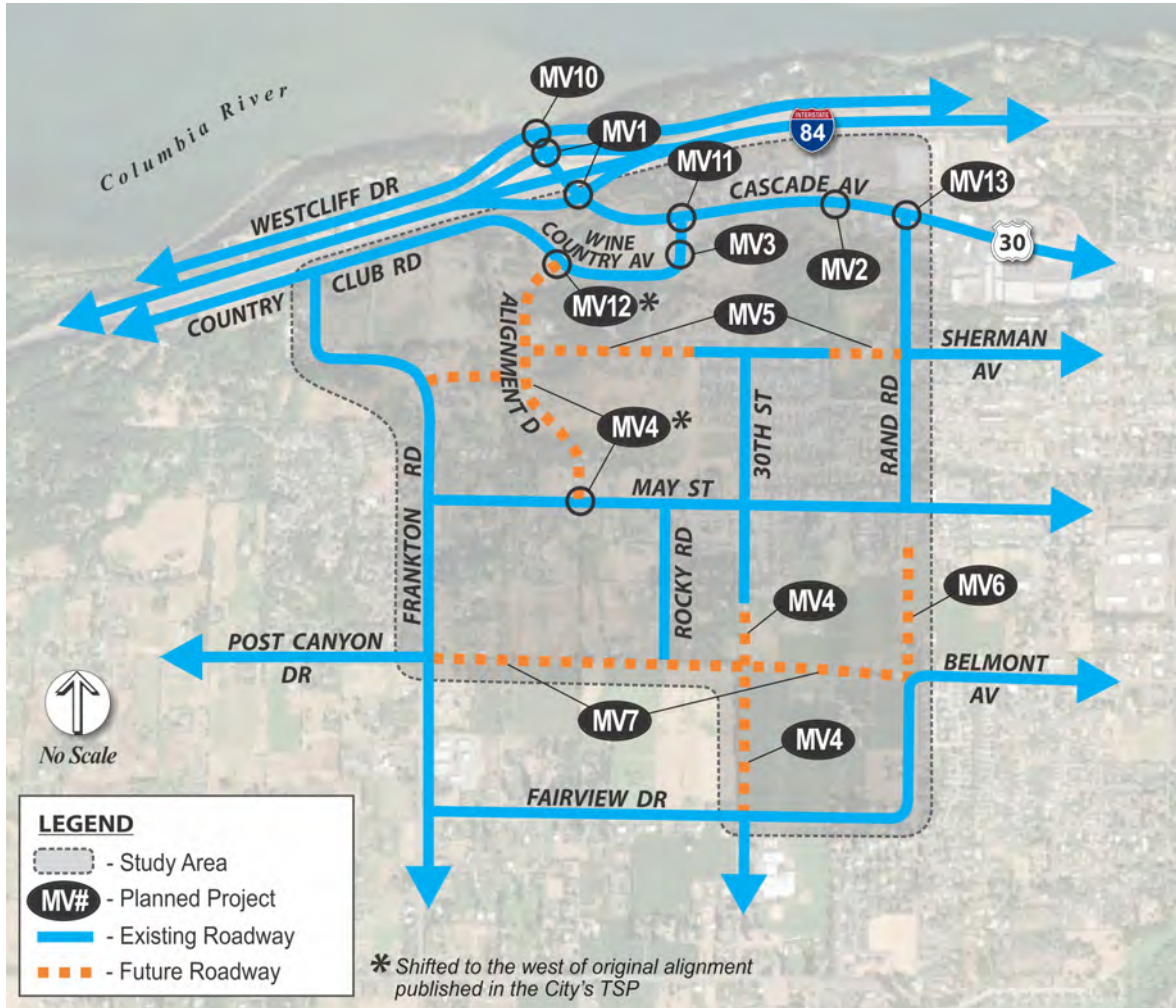 MV10
MV1
INTERSTATE
84
MV11
Columbia River
WESTCLIFF DR
CASCADE AV
MV13
WINE
COUNTRY AV
MV3
MV2
30
COUNTRY CLUB RD
MV12 *
MV5
SHERMAN
AV
ALIGNMENT D
MV4 *
30TH ST
RAND RD
FRANKTON RD
MAY ST
ROCKY RD
MV4
MV6
POST CANYON
DR
BELMONT
AV
MV7
MV4
No Scale
FAIRVIEW DR
LEGEND
- Study Area
MV# - Planned Project
- Existing Roadway
- Future Roadway
* Shifted to the west of original alignment
published in the City's TSP